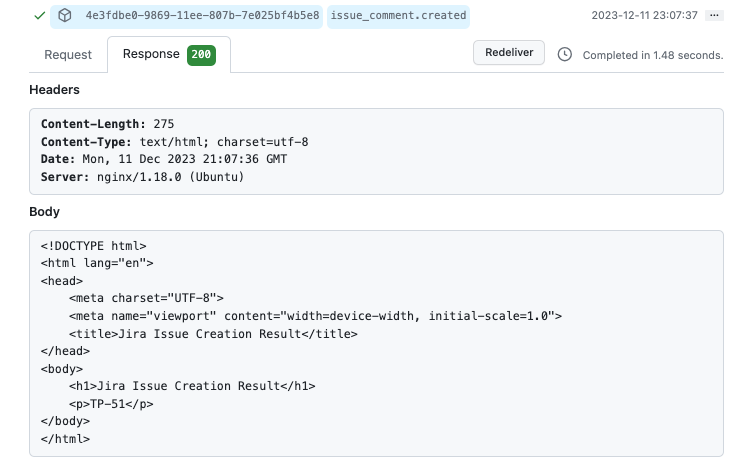 4e3fdbe0-9869-11ee-807b-7e025bf4b5e8 issue_comment.created 2023-12-11 23:07:37 ···
Request Response 200 Redeliver Completed in 1.48 seconds.
Headers
Content-Length: 275
Content-Type: text/html; charset=utf-8
Date: Mon, 11 Dec 2023 21:07:36 GMT
Server: nginx/1.18.0 (Ubuntu)
Body
<!DOCTYPE html>
<html lang="en">
<head>
    <meta charset="UTF-8">
    <meta name="viewport" content="width=device-width, initial-scale=1.0">
    <title>Jira Issue Creation Result</title>
</head>
<body>
    <h1>Jira Issue Creation Result</h1>
    <p>TP-51</p>
</body>
</html>